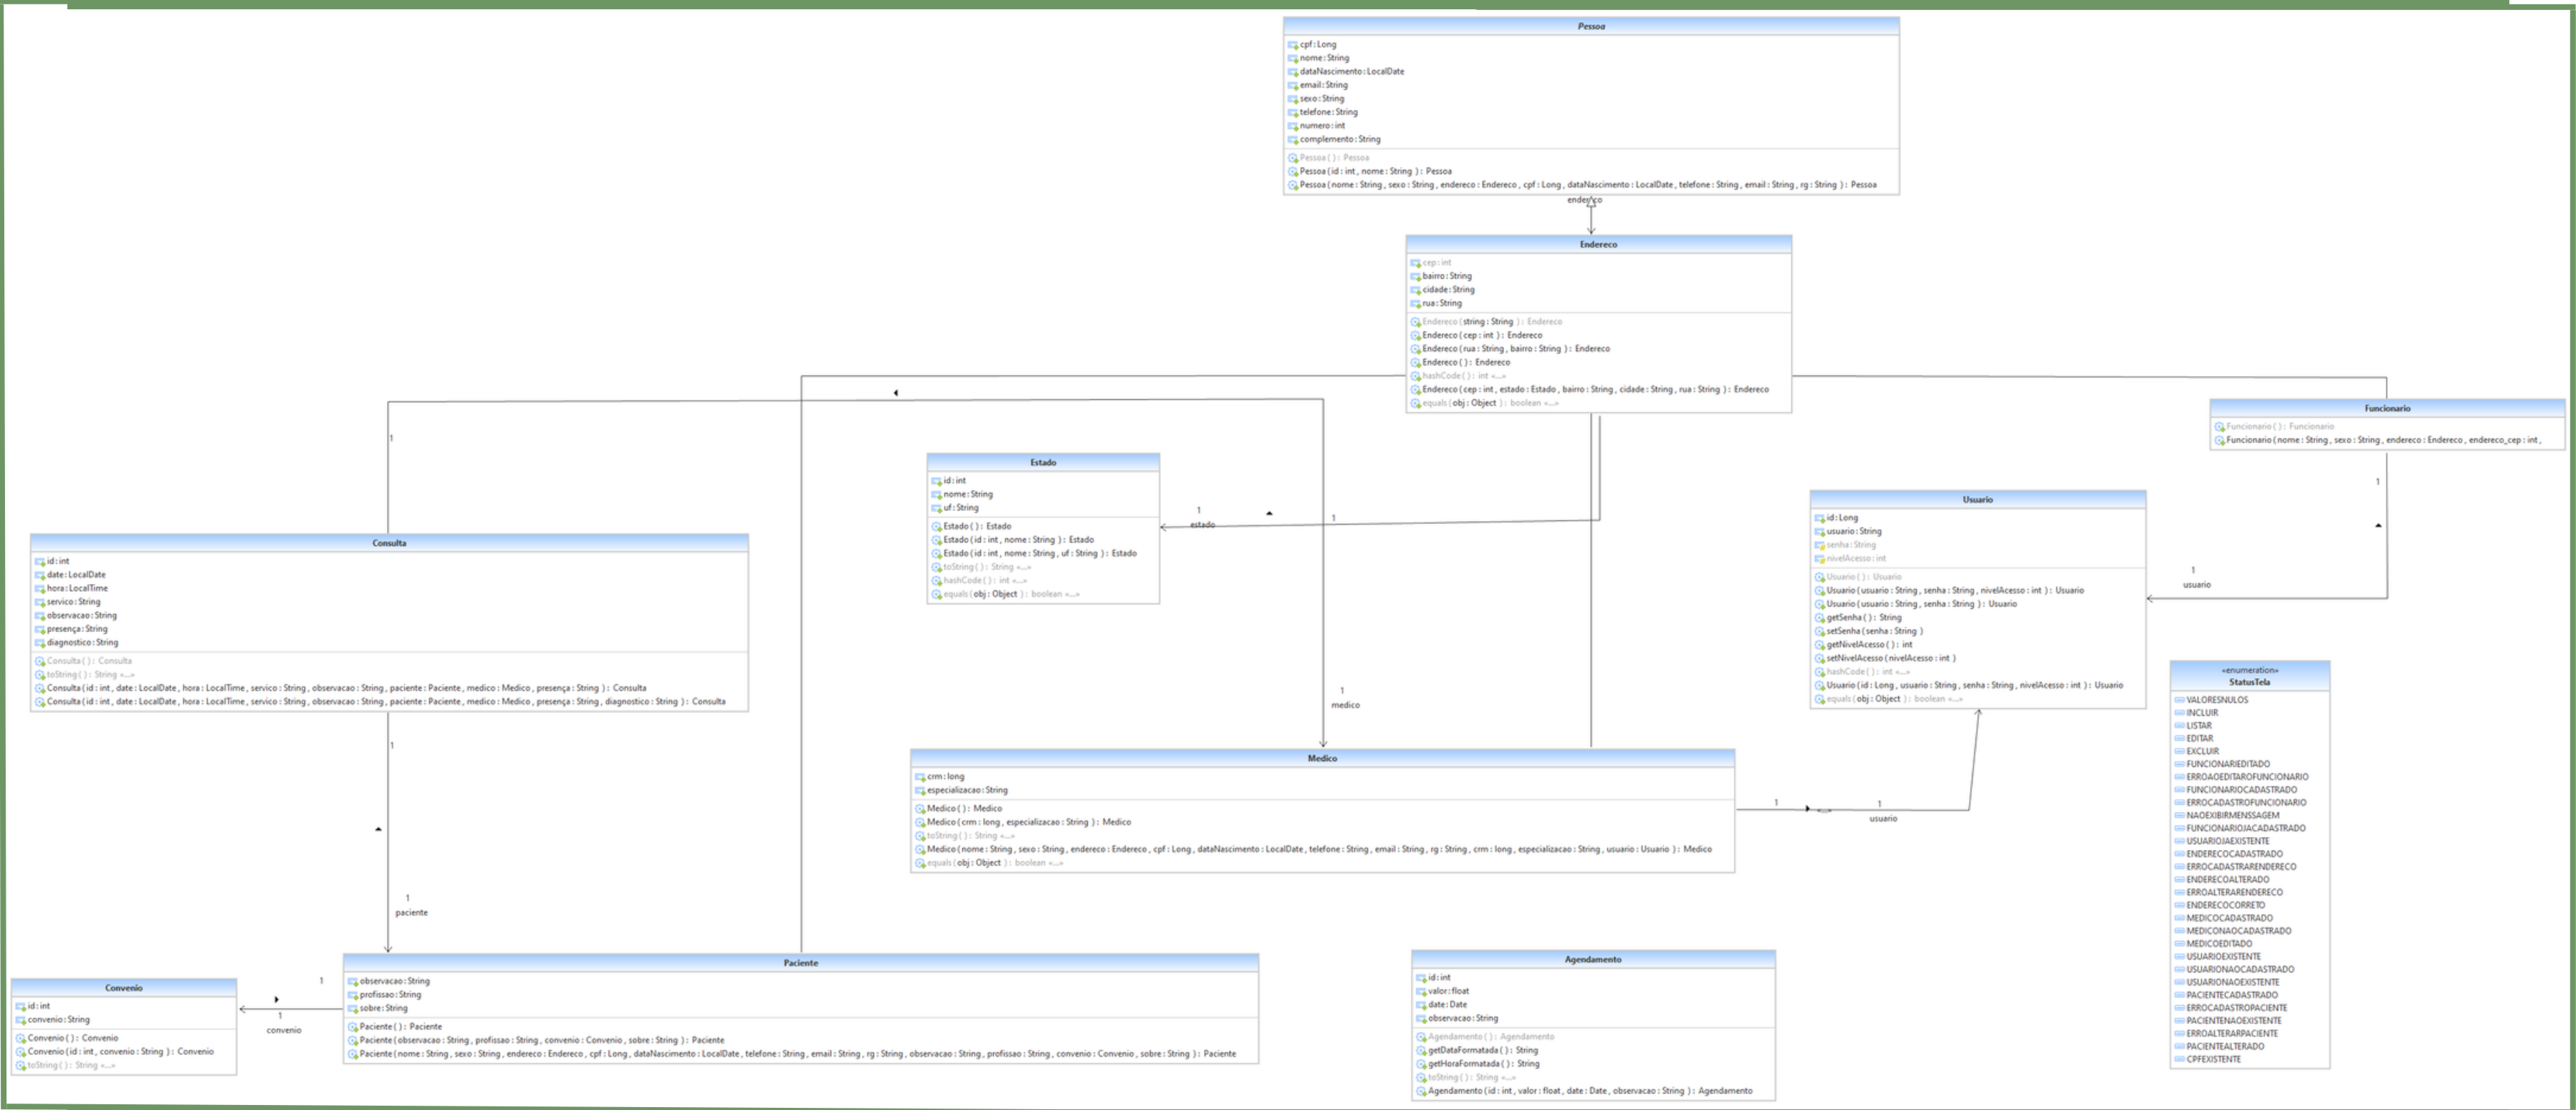 Pessoa
cpf : Long
nome : String
dataNascimento : LocalDate
email : String
sexo : String
telefone : String
numero : int
complemento : String
Pessoa ( ) : Pessoa
Pessoa ( id : int , nome : String ) : Pessoa
Pessoa ( nome : String , sexo : String , endereco : Endereco , cpf : Long , dataNascimento : LocalDate , telefone : String , email : String , rg : String ) : Pessoa
endereco
Endereco
cep : int
bairro : String
cidade : String
rua : String
Endereco ( string : String ) : Endereco
Endereco ( cep : int ) : Endereco
Endereco ( rua : String , bairro : String ) : Endereco
Endereco ( ) : Endereco
hashCode ( ) : int «...»
Endereco ( cep : int , estado : Estado , bairro : String , cidade : String , rua : String ) : Endereco
equals ( obj : Object ) : boolean «...»
Funcionario
Funcionario ( ) : Funcionario
Funcionario ( nome : String , sexo : String , endereco : Endereco , endereco_cep : int ,
1
1
usuario
Estado
id : int
nome : String
uf : String
Estado ( ) : Estado
Estado ( id : int , nome : String ) : Estado
Estado ( id : int , nome : String , uf : String ) : Estado
toString ( ) : String «...»
hashCode ( ) : int «...»
equals ( obj : Object ) : boolean «...»
1
estado
1
Usuario
id : Long
usuario : String
senha : String
nivelAcesso : int
Usuario ( ) : Usuario
Usuario ( usuario : String , senha : String , nivelAcesso : int ) : Usuario
Usuario ( usuario : String , senha : String ) : Usuario
getSenha ( ) : String
setSenha ( senha : String )
getNivelAcesso ( ) : int
setNivelAcesso ( nivelAcesso : int )
hashCode ( ) : int «...»
Usuario ( id : Long , usuario : String , senha : String , nivelAcesso : int ) : Usuario
equals ( obj : Object ) : boolean «...»
1
Consulta
id : int
date : LocalDate
hora : LocalTime
servico : String
observacao : String
presença : String
diagnostico : String
Consulta ( ) : Consulta
toString ( ) : String «...»
Consulta ( id : int , date : LocalDate , hora : LocalTime , servico : String , observacao : String , paciente : Paciente , medico : Medico , presença : String ) : Consulta
Consulta ( id : int , date : LocalDate , hora : LocalTime , servico : String , observacao : String , paciente : Paciente , medico : Medico , presença : String , diagnostico : String ) : Consulta
1
1
paciente
1
medico
Medico
crm : long
especializacao : String
Medico ( ) : Medico
Medico ( crm : long , especializacao : String ) : Medico
toString ( ) : String «...»
Medico ( nome : String , sexo : String , endereco : Endereco , cpf : Long , dataNascimento : LocalDate , telefone : String , email : String , rg : String , crm : long , especializacao : String , usuario : Usuario ) : Medico
equals ( obj : Object ) : boolean «...»
1
1
usuario
«enumeration»
StatusTela
VALORESNULOS
INCLUIR
LISTAR
EDITAR
EXCLUIR
FUNCIONARIEDITADO
ERROAOEDITAROFUNCIONARIO
FUNCIONARIOCADASTRADO
ERROCADASTROFUNCIONARIO
NAOEXIBIRMENSSAGEM
FUNCIONARIOJACADASTRADO
USUARIOJAEXISTENTE
ENDERECOCADASTRADO
ERROCADASTRARENDERECO
ENDERECOALTERADO
ERROALTERARENDERECO
ENDERECOCORRETO
MEDICOCADASTRADO
MEDICONAOCADASTRADO
MEDICOEDITADO
USUARIOEXISTENTE
USUARIONAOCADASTRADO
USUARIONAOEXISTENTE
PACIENTECADASTRADO
ERROCADASTROPACIENTE
PACIENTENAOEXISTENTE
ERROALTERARPACIENTE
PACIENTEALTERADO
CPFEXISTENTE
Convenio
id : int
convenio : String
Convenio ( ) : Convenio
Convenio ( id : int , convenio : String ) : Convenio
toString ( ) : String «...»
1
1
convenio
Paciente
observacao : String
profissao : String
sobre : String
Paciente ( ) : Paciente
Paciente ( observacao : String , profissao : String , convenio : Convenio , sobre : String ) : Paciente
Paciente ( nome : String , sexo : String , endereco : Endereco , cpf : Long , dataNascimento : LocalDate , telefone : String , email : String , rg : String , observacao : String , profissao : String , convenio : Convenio , sobre : String ) : Paciente
Agendamento
id : int
valor : float
date : Date
observacao : String
Agendamento ( ) : Agendamento
getDataFormatada ( ) : String
getHoraFormatada ( ) : String
toString ( ) : String «...»
Agendamento ( id : int , valor : float , date : Date , observacao : String ) : Agendamento